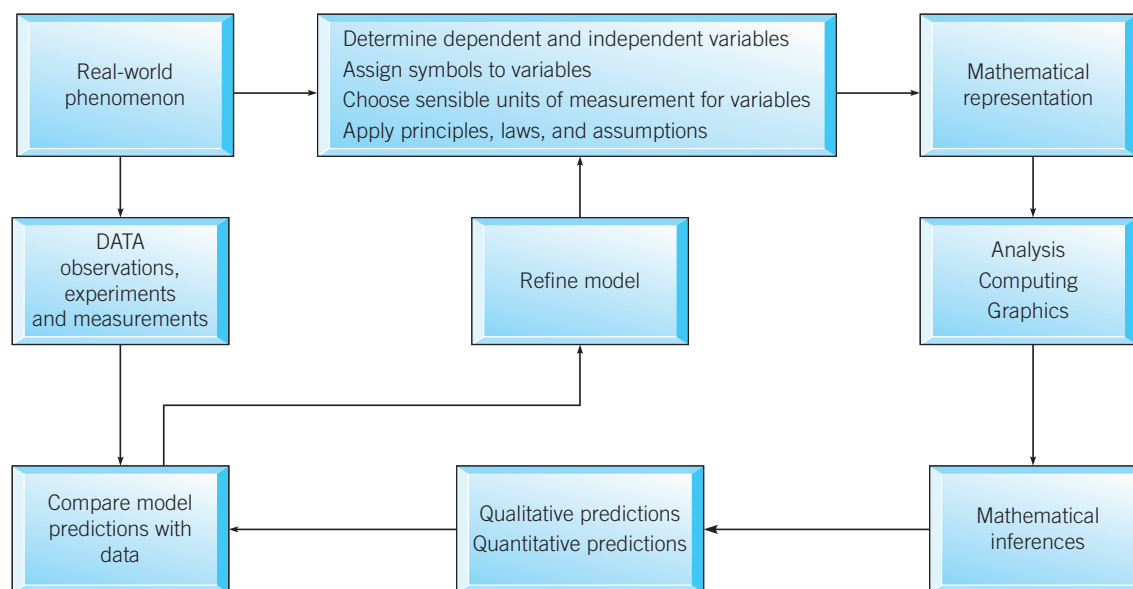 Real-world
phenomenon
Determine dependent and independent variables
Assign symbols to variables
Choose sensible units of measurement for variables
Apply principles, laws, and assumptions
Mathematical
representation
DATA
observations,
experiments
and measurements
Refine model
Analysis
Computing
Graphics
Compare model
predictions with
data
Qualitative predictions
Quantitative predictions
Mathematical
inferences